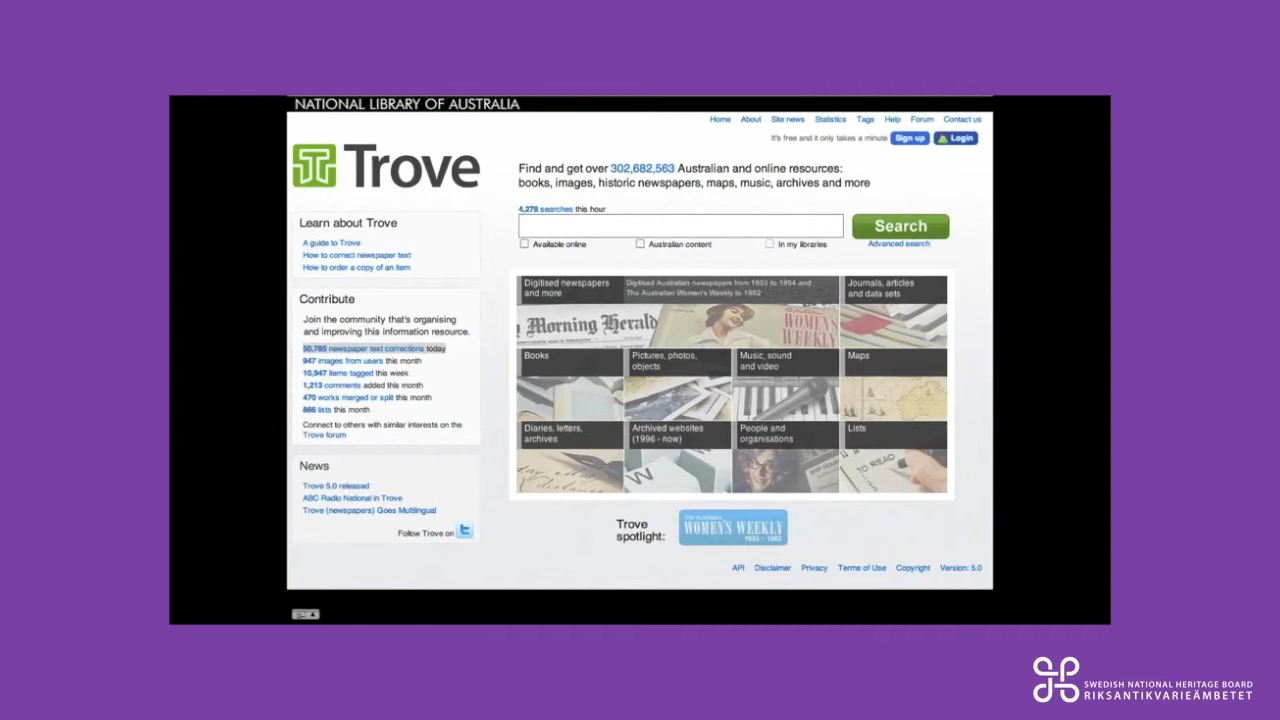 NATIONAL LIBRARY OF AUSTRALIA
Home About Site news Statistics Tags Help Forum Contact us
It's free and it only takes a minute Sign up Login
Trove
Find and get over 302,682,563 Australian and online resources:
books, images, historic newspapers, maps, music, archives and more
4,278 searches this hour
Search
Available online Australian content In my libraries Advanced search
Learn about Trove
A guide to Trove
How to correct newspaper text
How to order a copy of an item
Contribute
Join the community that's organising
and improving this information resource.
50,785 newspaper text corrections today
947 images from users this month
10,947 items tagged this week
1,213 comments added this month
470 works merged or split this month
866 lists this month
Connect to others with similar interests on the
Trove forum
News
Trove 5.0 released
ABC Radio National in Trove
Trove (newspapers) Goes Multilingual
Follow Trove on
Digitised newspapers
and more
Digitised Australian newspapers from 1803 to 1954 and
The Australian Women's Weekly to 1982
Journals, articles
and data sets
Morning Herald
WOMEN'S
WEEKLY
Books
Pictures, photos,
objects
Music, sound
and video
Maps
Diaries, letters,
archives
Archived websites
(1996 - now)
People and
organisations
Lists
W
TO READ
Trove
spotlight:
The Australian
WOMEN'S WEEKLY
1933 – 1982
API Disclaimer Privacy Terms of Use Copyright Version: 5.0
SWEDISH NATIONAL HERITAGE BOARD
RIKSANTIKVARIEÄMBETET